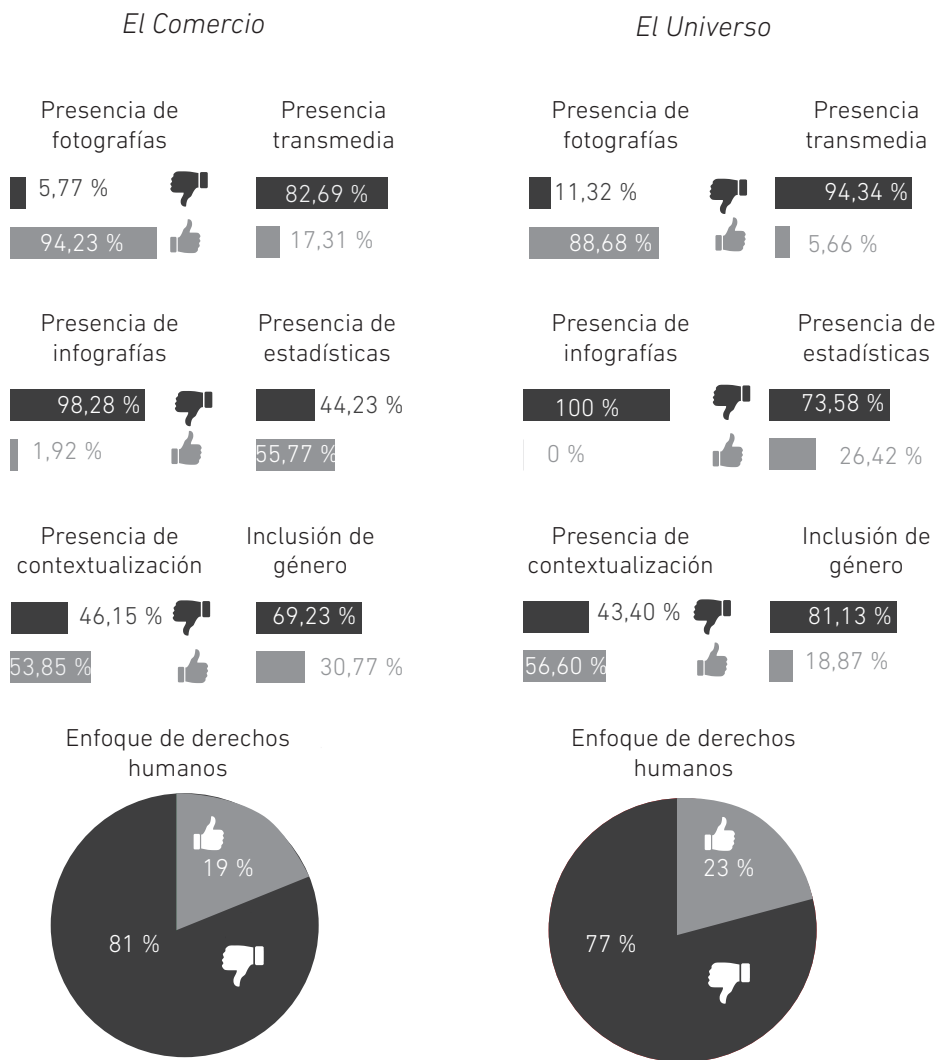 El Comercio
Presencia de
fotografías
5,77 %
94,23 %
Presencia
transmedia
82,69 %
17,31 %
Presencia de
infografías
98,28 %
1,92 %
Presencia de
estadísticas
44,23 %
55,77 %
Presencia de
contextualización
46,15 %
53,85 %
Inclusión de
género
69,23 %
30,77 %
Enfoque de derechos
humanos
19 %
81 %
El Universo
Presencia de
fotografías
11,32 %
88,68 %
Presencia
transmedia
94,34 %
5,66 %
Presencia de
infografías
100 %
0 %
Presencia de
estadísticas
73,58 %
26,42 %
Presencia de
contextualización
43,40 %
56,60 %
Inclusión de
género
81,13 %
18,87 %
Enfoque de derechos
humanos
23 %
77 %